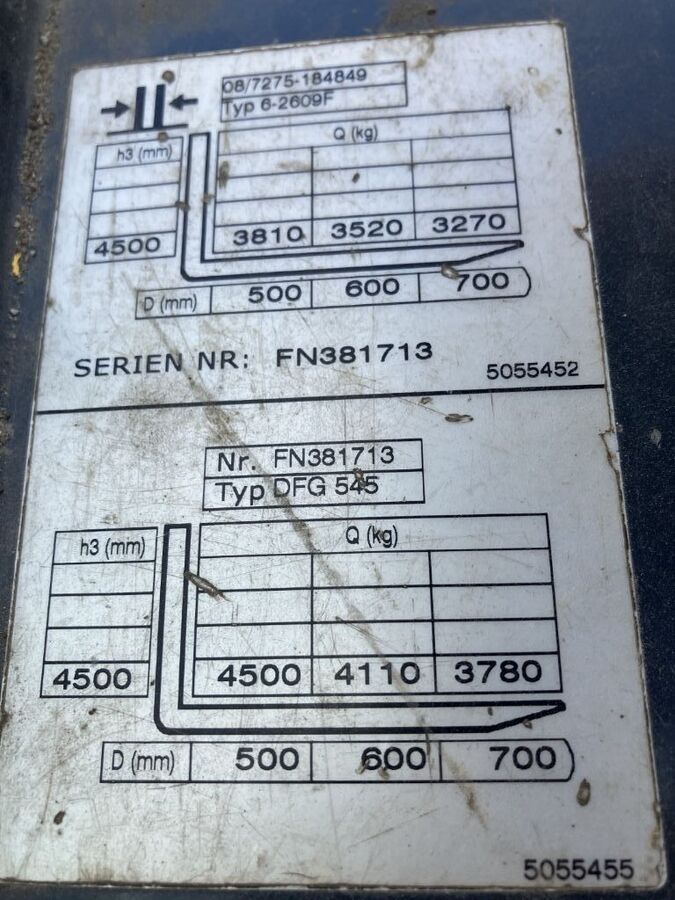 08/7275-184849
Typ 6-2609F
h3 (mm) Q (kg)
4500 3810 3520 3270
D (mm) 500 600 700
SERIEN NR: FN381713 5055452
Nr. FN381713
Typ DFG 545
h3 (mm) Q (kg)
4500 4500 4110 3780
D (mm) 500 600 700
5055455